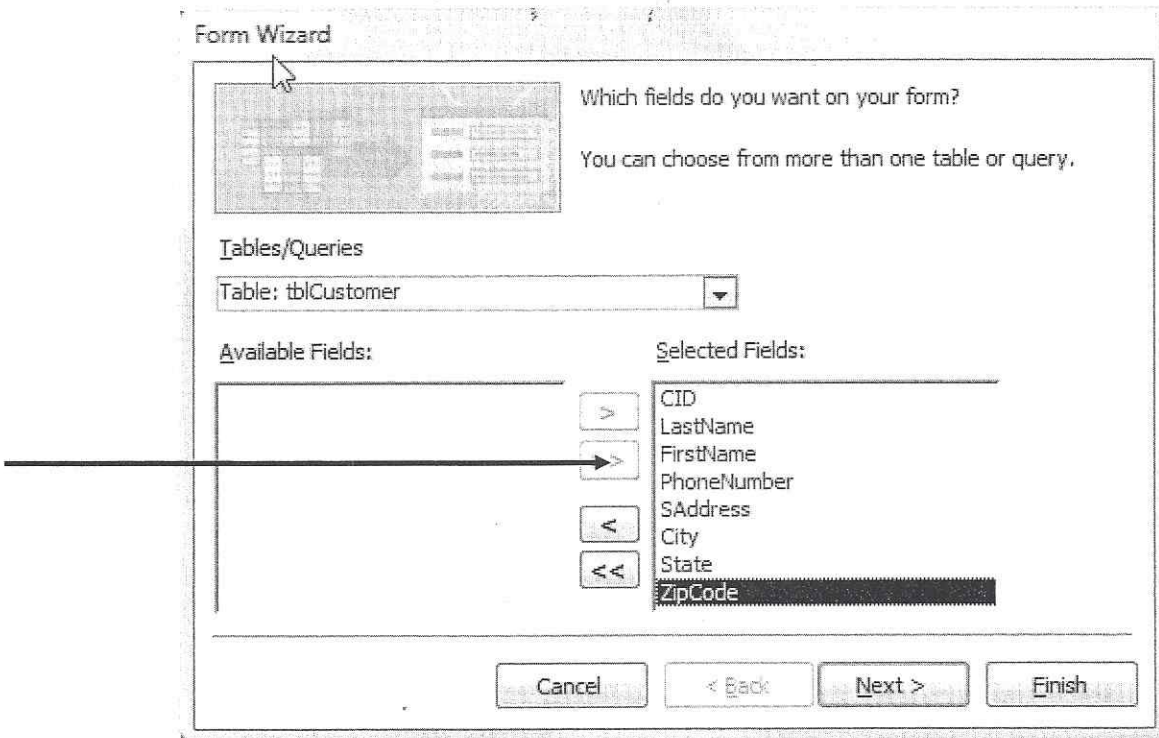 Form Wizard
Which fields do you want on your form?
You can choose from more than one table or query.
Tables/Queries
Table: tblCustomer
Available Fields:
Selected Fields:
>
CID
LastName
FirstName
>
PhoneNumber
SAddress
<
City
State
<<
ZipCode
Cancel
< Back
Next >
Finish